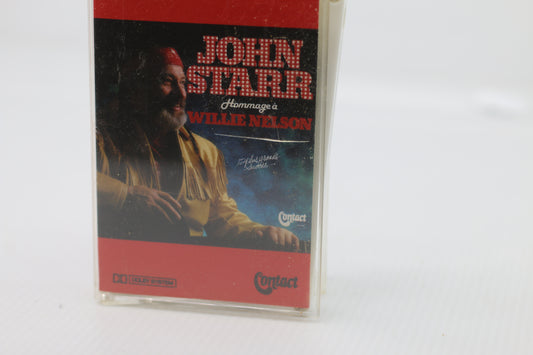 JOHN
STARR
Hommage à
WILLIE NELSON
Contact
DOLBY SYSTEM
Contact